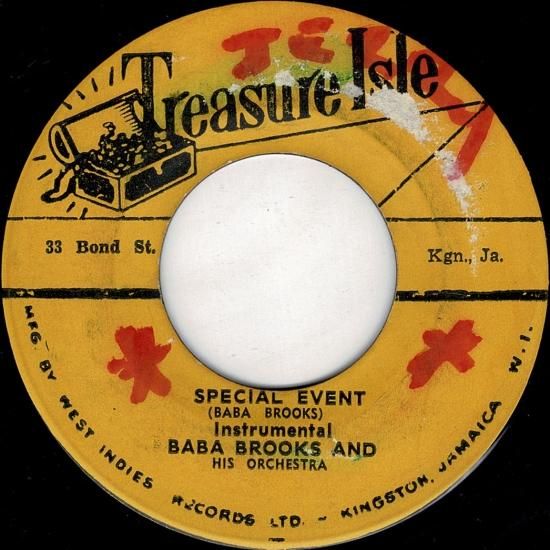 Treasure Isle
33 Bond St.
Kgn., Ja.
SPECIAL EVENT
(BABA BROOKS)
Instrumental
BABA BROOKS AND
HIS ORCHESTRA
MFG. BY WEST INDIES RECORDS LTD. - KINGSTON, JAMAICA W.I.